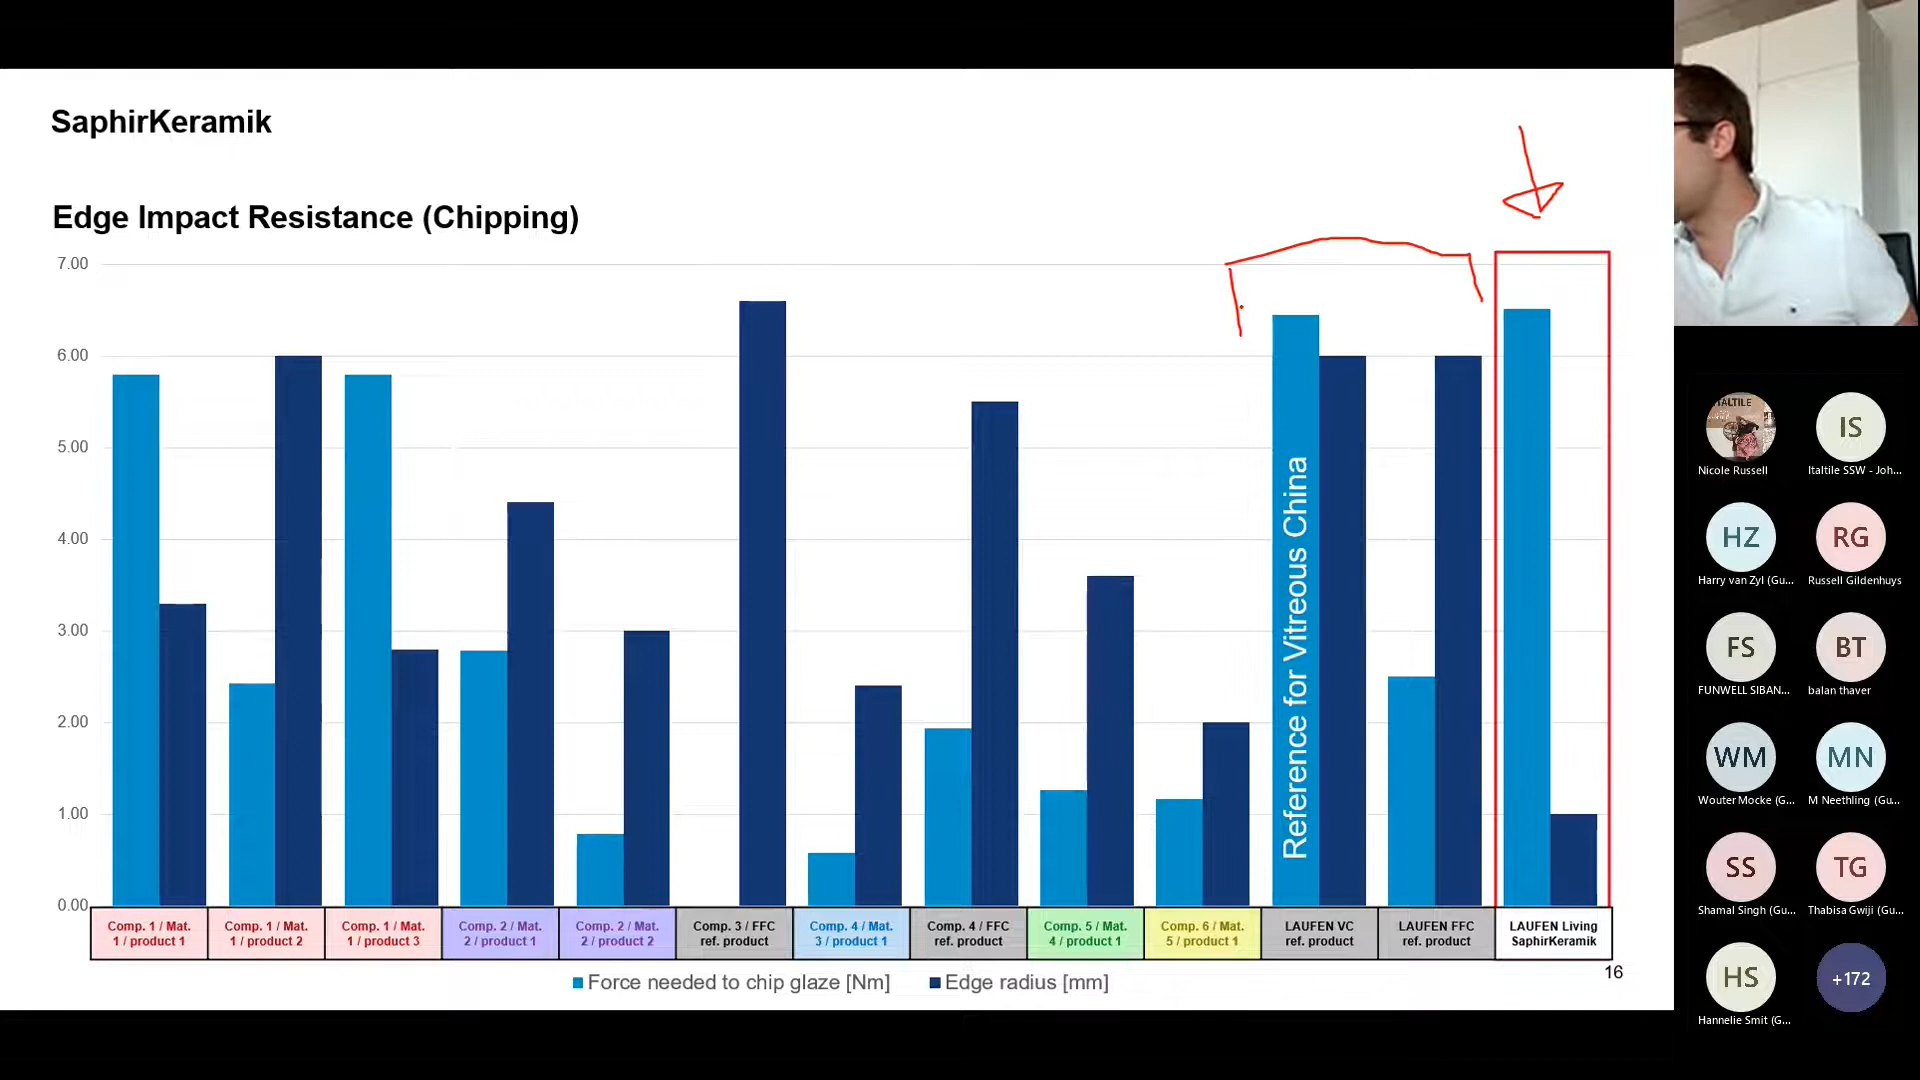 SaphirKeramik
Edge Impact Resistance (Chipping)
7.00
6.00
5.00
4.00
3.00
2.00
1.00
0.00
Reference for Vitreous China
Comp. 1 / Mat.
1 / product 1
Comp. 1 / Mat.
1 / product 2
Comp. 1 / Mat.
1 / product 3
Comp. 2 / Mat.
2 / product 1
Comp. 2 / Mat.
2 / product 2
Comp. 3 / FFC
ref. product
Comp. 4 / Mat.
3 / product 1
Comp. 4 / FFC
ref. product
Comp. 5 / Mat.
4 / product 1
Comp. 6 / Mat.
5 / product 1
LAUFEN VC
ref. product
LAUFEN FFC
ref. product
LAUFEN Living
SaphirKeramik
Force needed to chip glaze [Nm]
Edge radius [mm]
16
Nicole Russell
IS
Italtile SSW - Joh...
HZ
Harry van Zyl (Gu...
RG
Russell Gildenhuys
FS
FUNWELL SIBAN...
BT
balan thaver
WM
Wouter Mocke (G...
MN
M Neethling (Gu...
SS
Shamal Singh (Gu...
TG
Thabisa Gwiji (Gu...
HS
Hannelie Smit (G...
+172